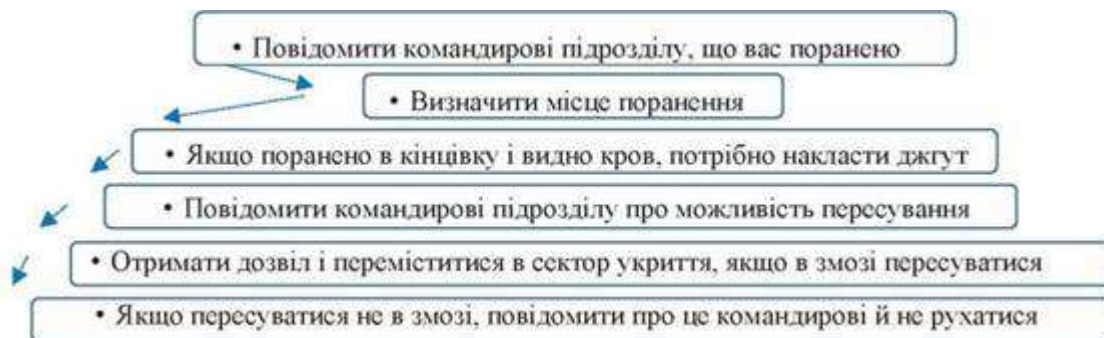 • Повідомити командирові підрозділу, що вас поранено
• Визначити місце поранення
• Якщо поранено в кінцівку і видно кров, потрібно накласти джгут
• Повідомити командирові підрозділу про можливість пересування
• Отримати дозвіл і переміститися в сектор укриття, якщо в змозі пересуватися
• Якщо пересуватися не в змозі, повідомити про це командирові й не рухатися